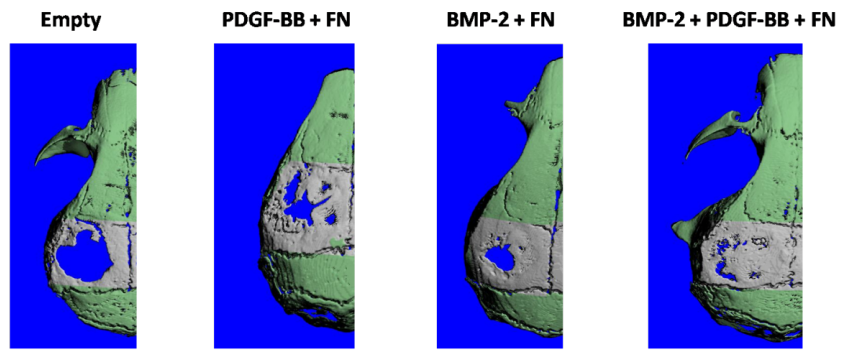 Empty
PDGF-BB + FN
BMP-2 + FN
BMP-2 + PDGF-BB + FN